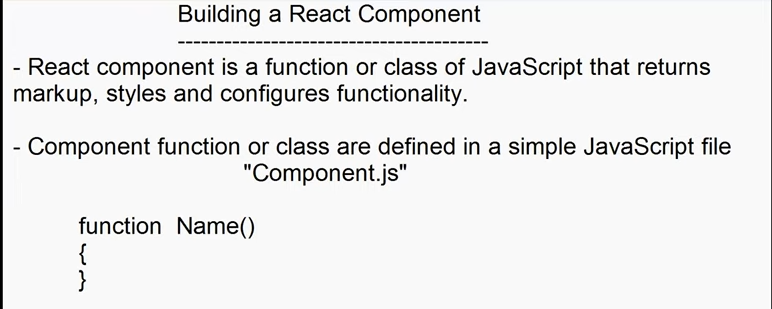 Building a React Component
----------------------------------------
- React component is a function or class of JavaScript that returns
markup, styles and configures functionality.
- Component function or class are defined in a simple JavaScript file
"Component.js"
function  Name()
{
}